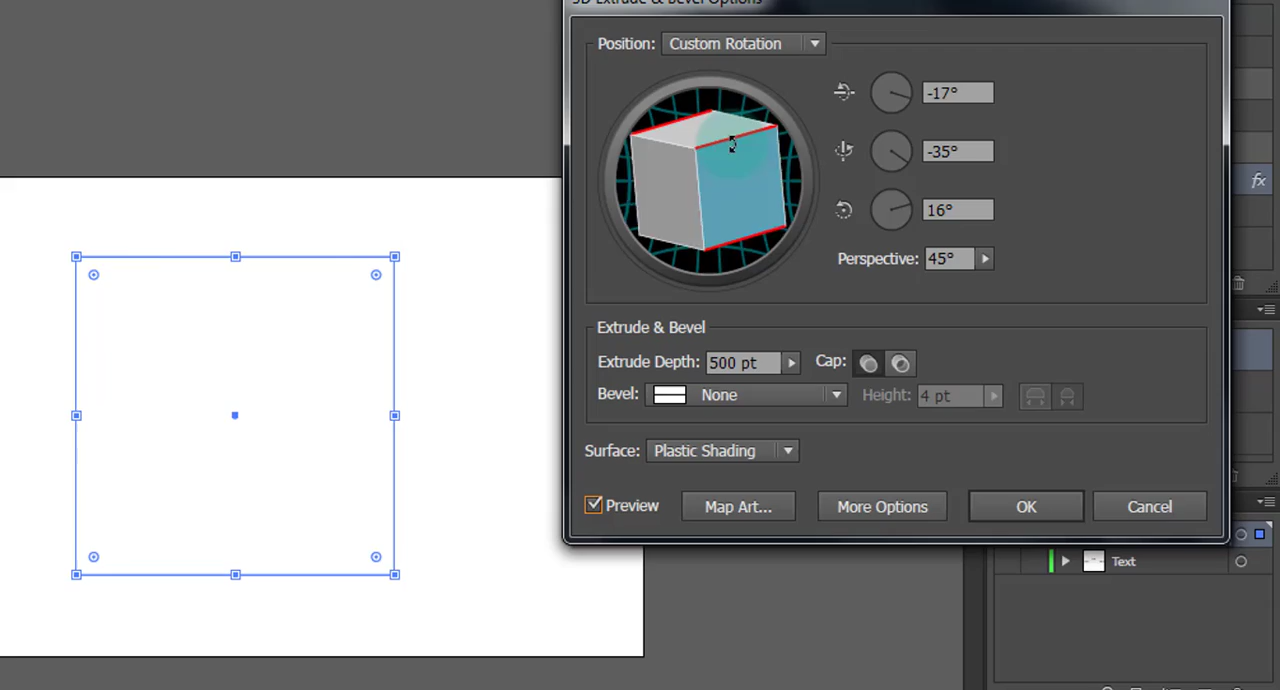 3D Extrude & Bevel Options
Position: Custom Rotation
-17°
-35°
16°
Perspective: 45°
Extrude & Bevel
Extrude Depth: 500 pt Cap:
Bevel: None Height: 4 pt
Surface: Plastic Shading
Preview Map Art... More Options OK Cancel
fx
Text